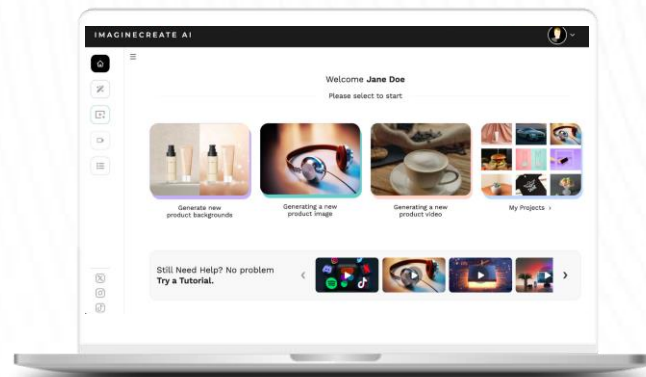 IMAGINECREATE AI
Welcome Jane Doe
Please select to start
Generate new
product backgrounds
Generating a new
product image
Generating a new
product video
My Projects ›
Still Need Help? No problem
Try a Tutorial.